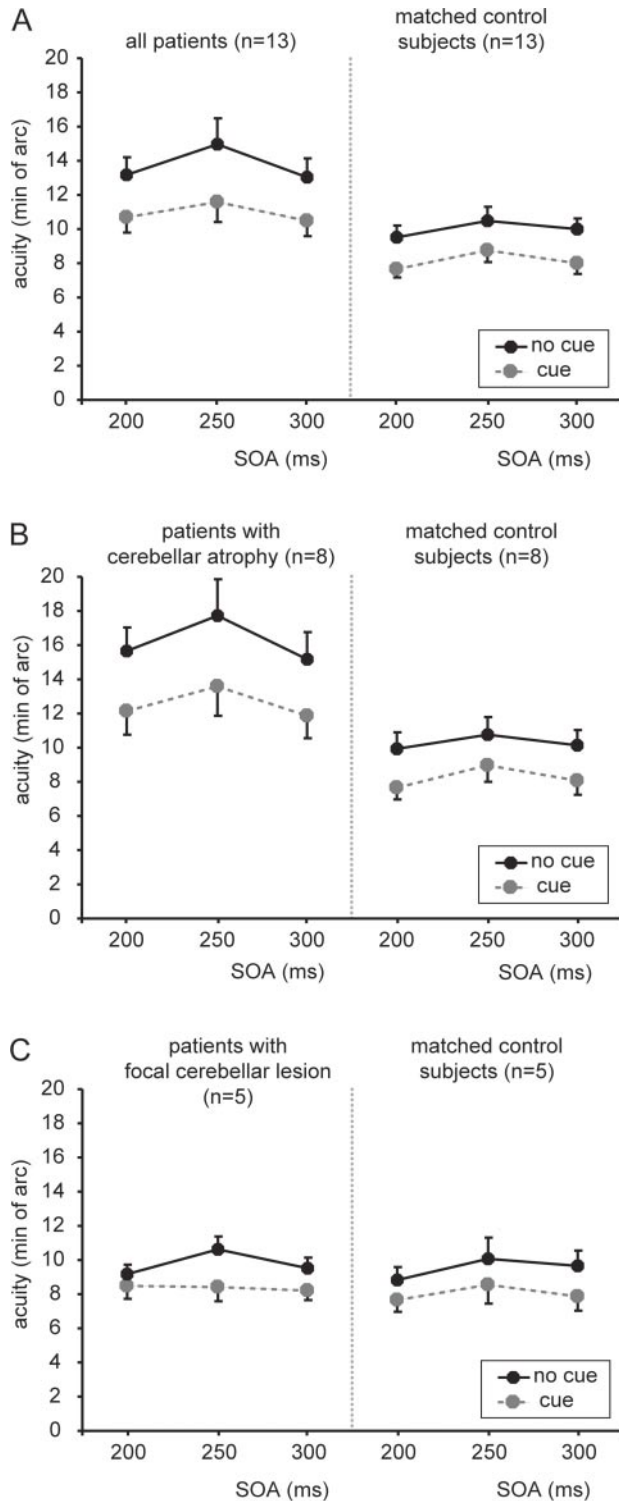 A
all patients (n=13)
matched control
subjects (n=13)
acuity (min of arc)
20
18
16
14
12
10
8
6
4
2
0
no cue
cue
200 250 300
200 250 300
SOA (ms)
SOA (ms)
B
patients with
cerebellar atrophy (n=8)
matched control
subjects (n=8)
acuity (min of arc)
20
18
16
14
12
10
8
6
4
2
0
no cue
cue
200 250 300
200 250 300
SOA (ms)
SOA (ms)
C
patients with
focal cerebellar lesion
(n=5)
matched control
subjects (n=5)
acuity (min of arc)
20
18
16
14
12
10
8
6
4
2
0
no cue
cue
200 250 300
200 250 300
SOA (ms)
SOA (ms)